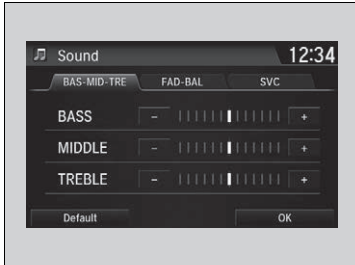 Sound 12:34
BAS-MID-TRE FAD-BAL SVC
BASS - +
MIDDLE - +
TREBLE - +
Default OK